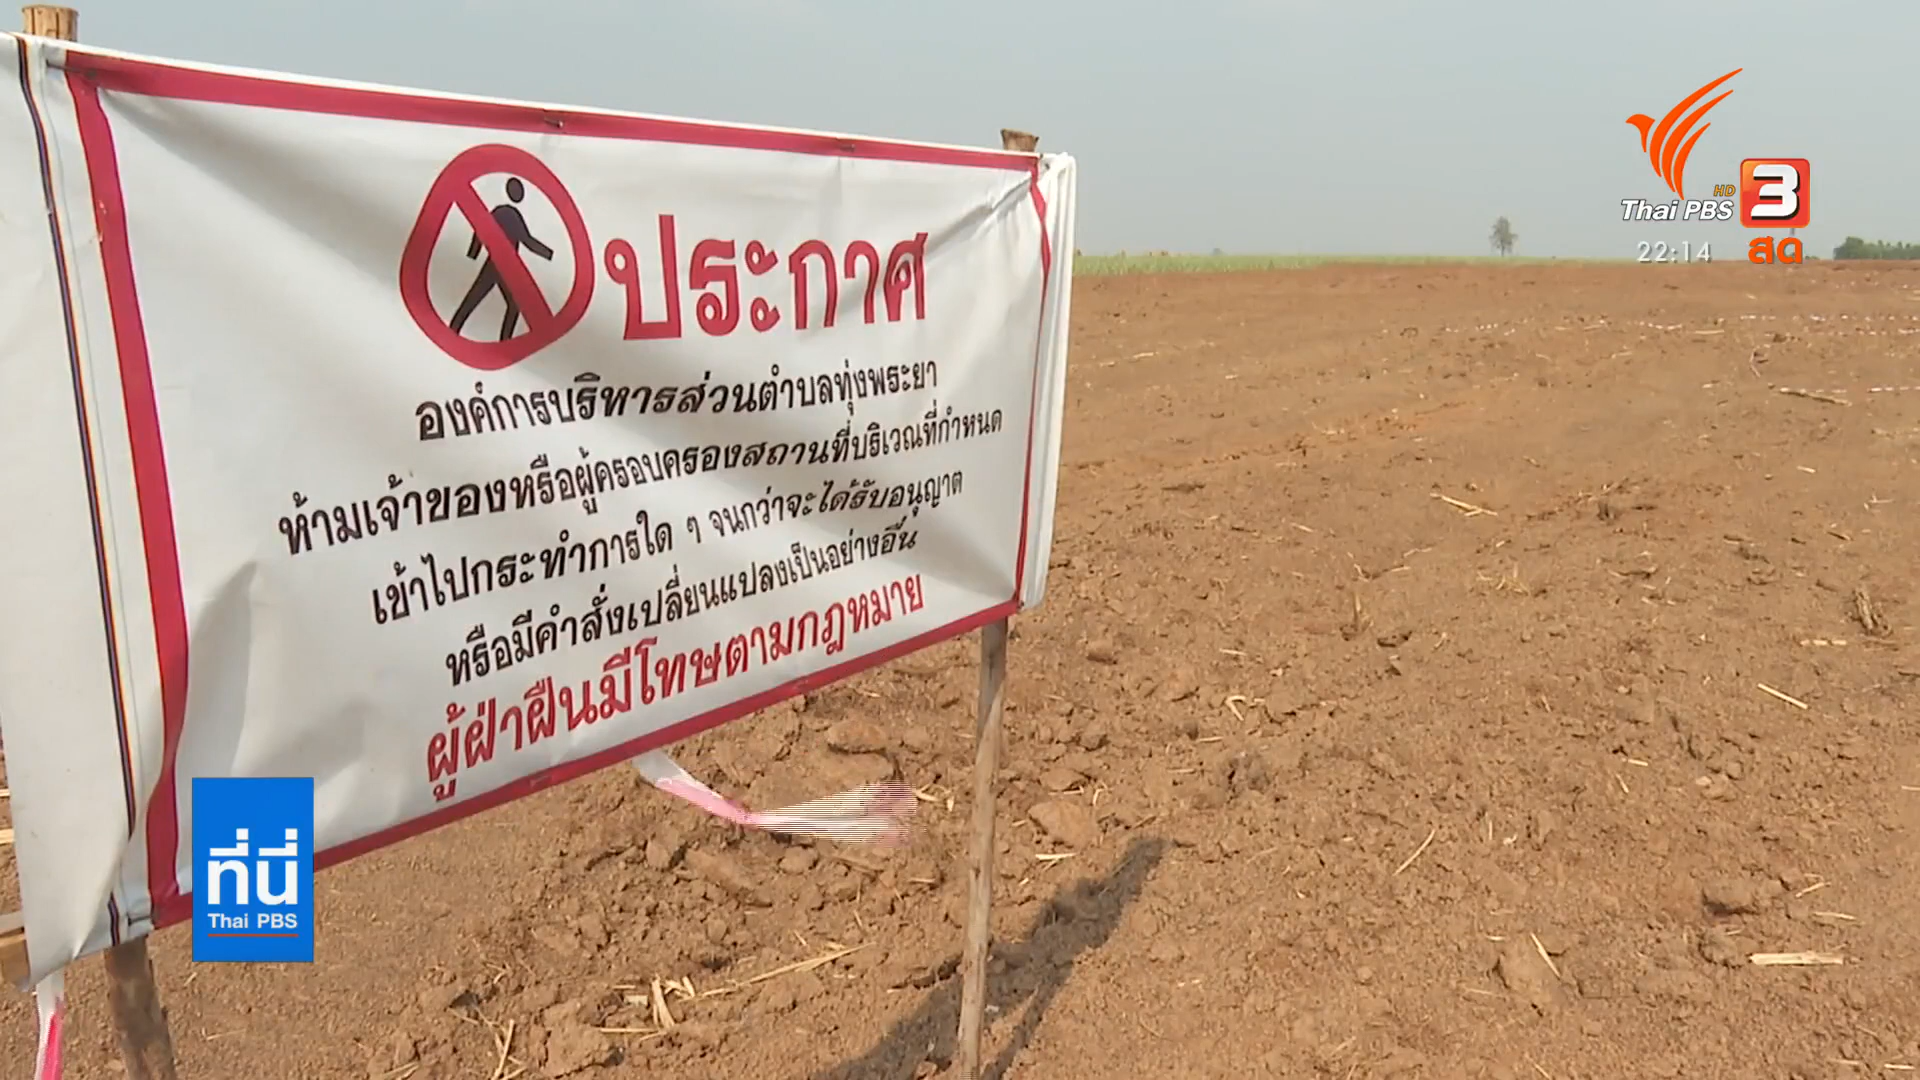 ประกาศ
องค์การบริหารส่วนตำบลทุ่งพระยา
ห้ามเจ้าของหรือผู้ครอบครองสถานที่บริเวณที่กำหนด
เข้าไปกระทำการใด ๆ จนกว่าจะได้รับอนุญาต
หรือมีคำสั่งเปลี่ยนแปลงเป็นอย่างอื่น
ผู้ฝ่าฝืนมีโทษตามกฎหมาย
Thai PBS HD 3
22:14 สด
ที่นี่
Thai PBS